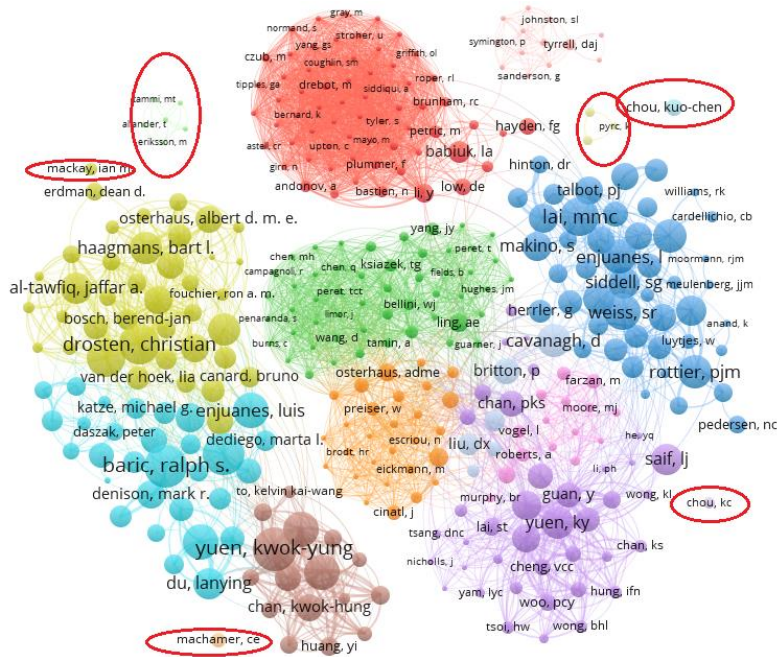 gray, m
normand, s
stroher, u
yang, gs
griffith, ol
coughlin, sm
czub, m
tipples, ga
drebot, m
siddiqui, a
roper, rl
brunham, rc
bernard, k
tyler, s
petric, m
mayo, m
astell, cr
upton, c
hayden, fg
plummer, f
babiuk, la
girn, n
andonov, a
bastien, n
li, y
low, de
johnston, sl
symington, p
tyrrell, daj
sanderson, g
chou, kuo-chen
pyrc, k
tammi, mt
allander, t
eriksson, m
mackay, ian m
erdman, dean d.
osterhaus, albert d. m. e.
haagmans, bart l.
al-tawfiq, jaffar a.
fouchier, ron a. m.
bosch, berend-jan
drosten, christian
van der hoek, lia
canard, bruno
yang, jy
chen, mh
ksiazek, tg
peret, t
campagnoli, r
chen, q
fields, b
peret, tct
hughes, jm
penaranda, s
limor, j
bellini, wj
ling, ae
burns, c
wang, d
tamin, a
guarner, j
hinton, dr
talbot, pj
williams, rk
lai, mmc
cardellichio, cb
makino, s
enjuanes, l
moormann, rjm
siddell, sg
meulenberg, jjm
herrler, g
weiss, sr
anand, k
cavanagh, d
luytjes, w
rottier, pjm
pedersen, nc
osterhaus, adme
britton, p
preiser, w
chan, pks
farzan, m
moore, mj
escriou, n
vogel, l
brodt, hr
liu, dx
roberts, a
eickmann, m
he, yq
cinatl, j
li, ph
saif, lj
katze, michael g.
enjuanes, luis
daszak, peter
dediego, marta l.
baric, ralph s.
denison, mark r.
to, kelvin kai-wang
yuen, kwok-yung
du, lanying
chan, kwok-hung
huang, yi
machamer, ce
murphy, br
guan, y
wong, kl
chou, kc
tsang, dnc
lai, st
yuen, ky
chan, ks
nicholls, j
cheng, vcc
yam, lyc
woo, pcy
hung, ifn
tsoi, hw
wong, bhl